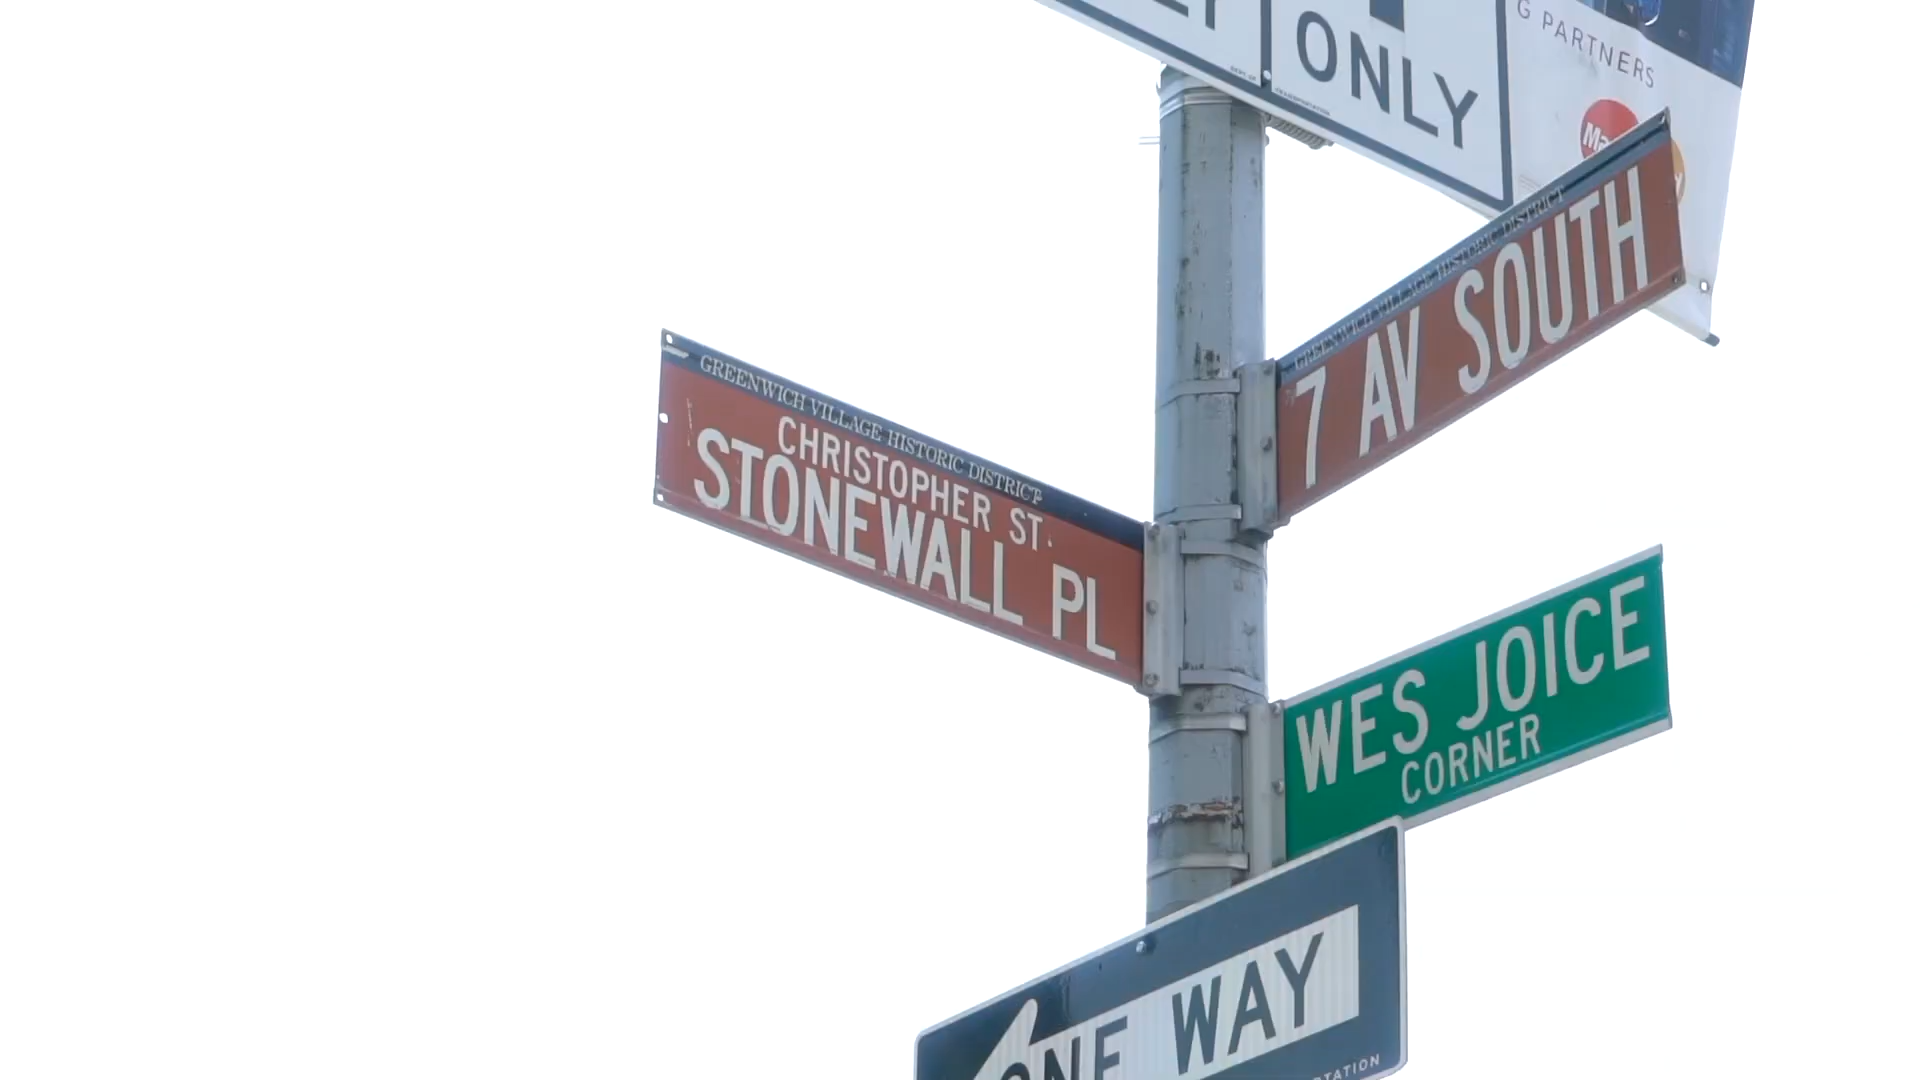 ONLY
G PARTNERS
GREENWICH VILLAGE HISTORIC DISTRICT
7 AV SOUTH
GREENWICH VILLAGE HISTORIC DISTRICT
CHRISTOPHER ST
STONEWALL PL
WES JOICE
CORNER
ONE WAY